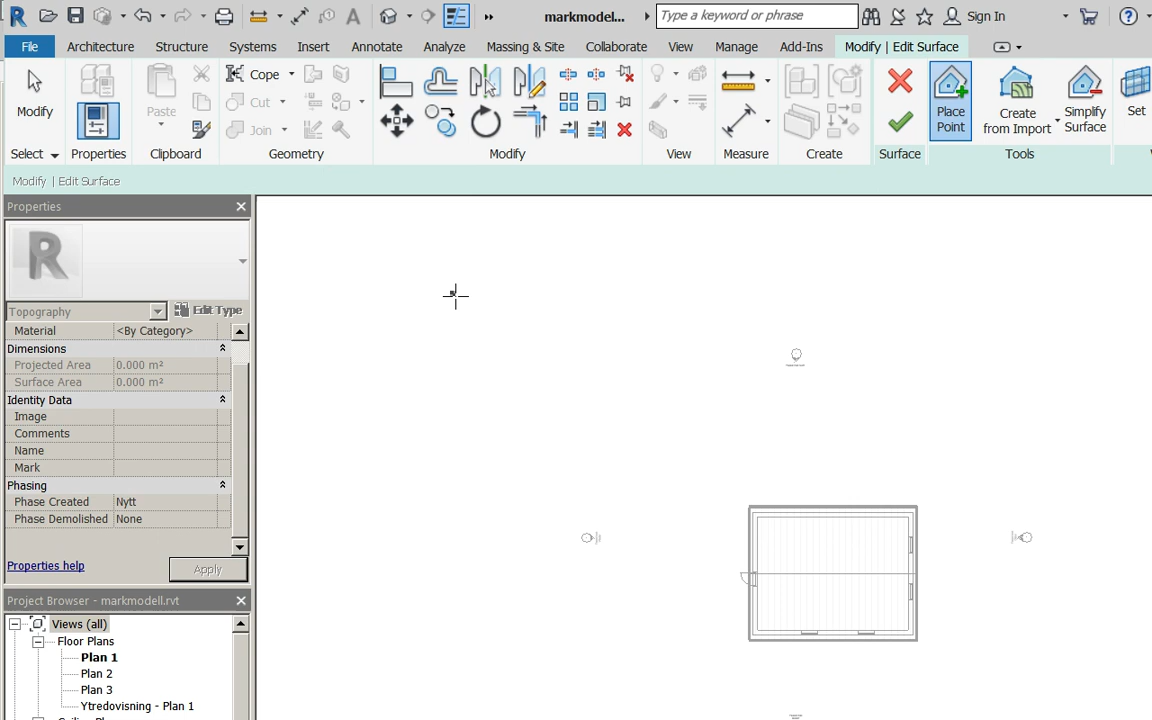 markmodell... Type a keyword or phrase Sign In
File Architecture Structure Systems Insert Annotate Analyze Massing & Site Collaborate View Manage Add-Ins Modify | Edit Surface
Modify Paste Cope Cut Join Place Point Create from Import Simplify Surface Set
Select Properties Clipboard Geometry Modify View Measure Create Surface Tools
Modify | Edit Surface
Properties
R
Topography Edit Type
Material <By Category>
Dimensions
Projected Area 0.000 m²
Surface Area 0.000 m²
Identity Data
Image
Comments
Name
Mark
Phasing
Phase Created Nytt
Phase Demolished None
Properties help Apply
Project Browser - markmodell.rvt
Views (all)
Floor Plans
Plan 1
Plan 2
Plan 3
Ytredovisning - Plan 1